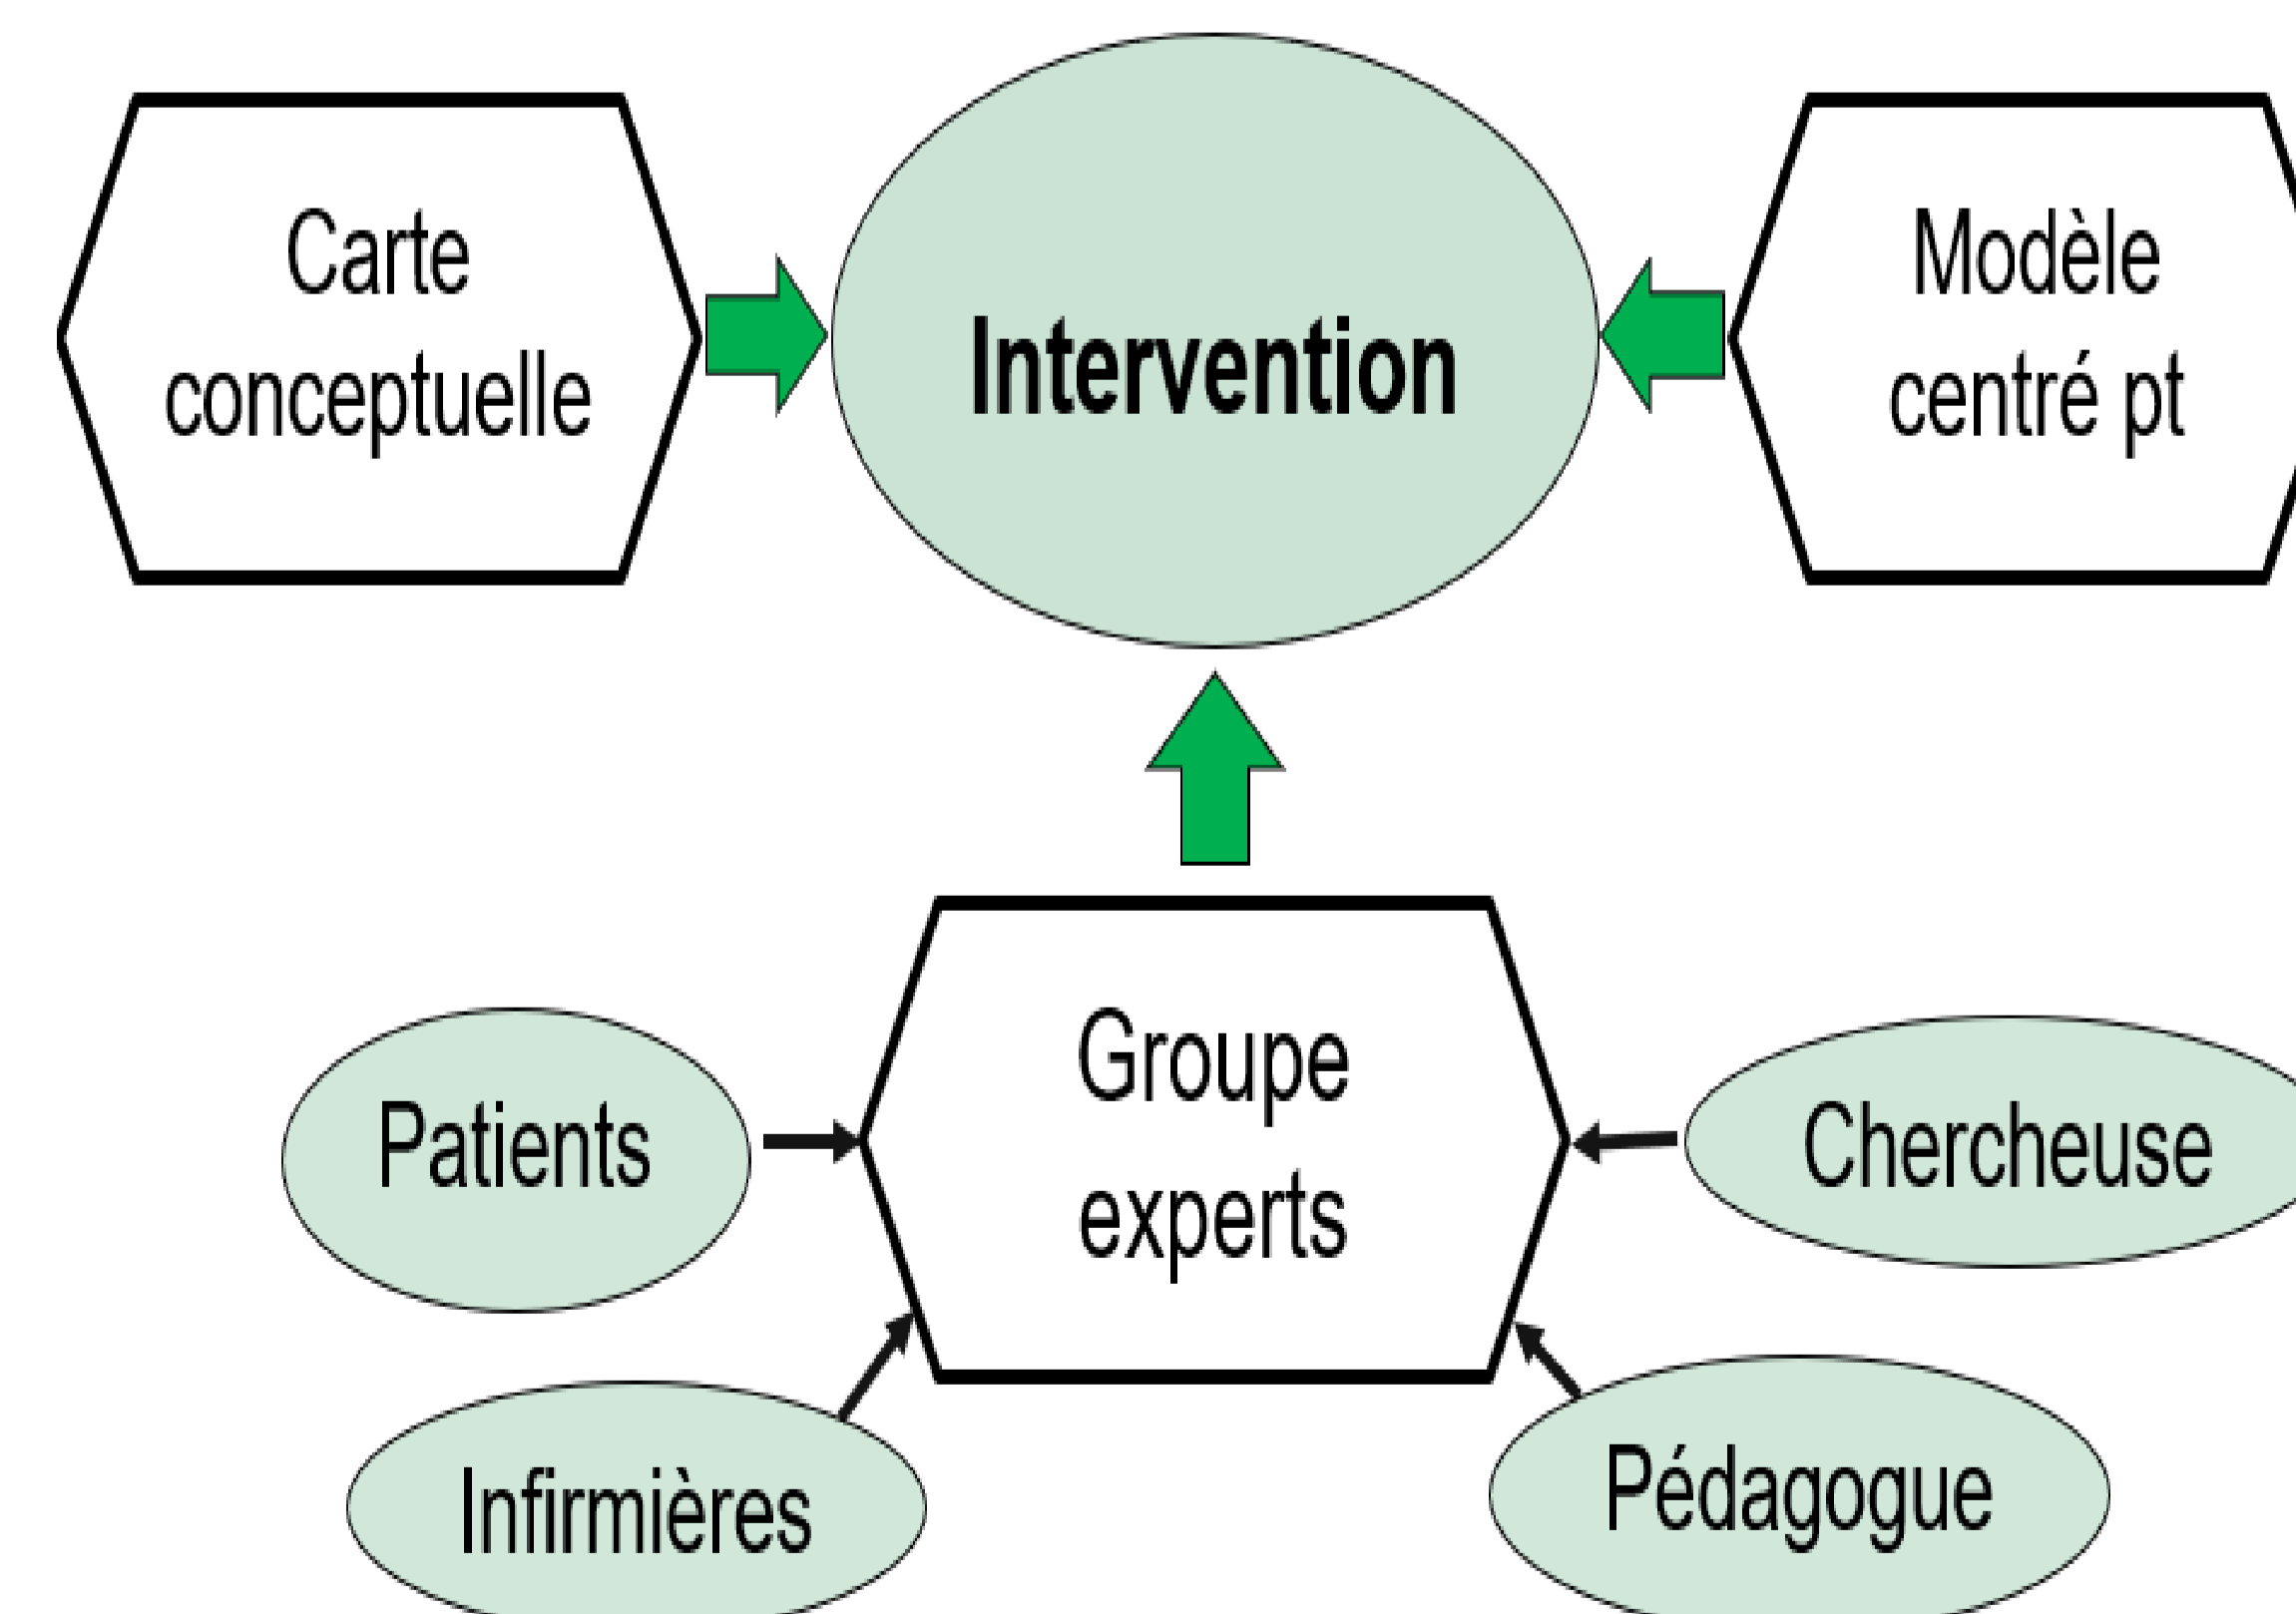 Carte
conceptuelle
Intervention
Modèle
centré pt
Groupe
experts
Patients
Chercheuse
Infirmières
Pédagogue